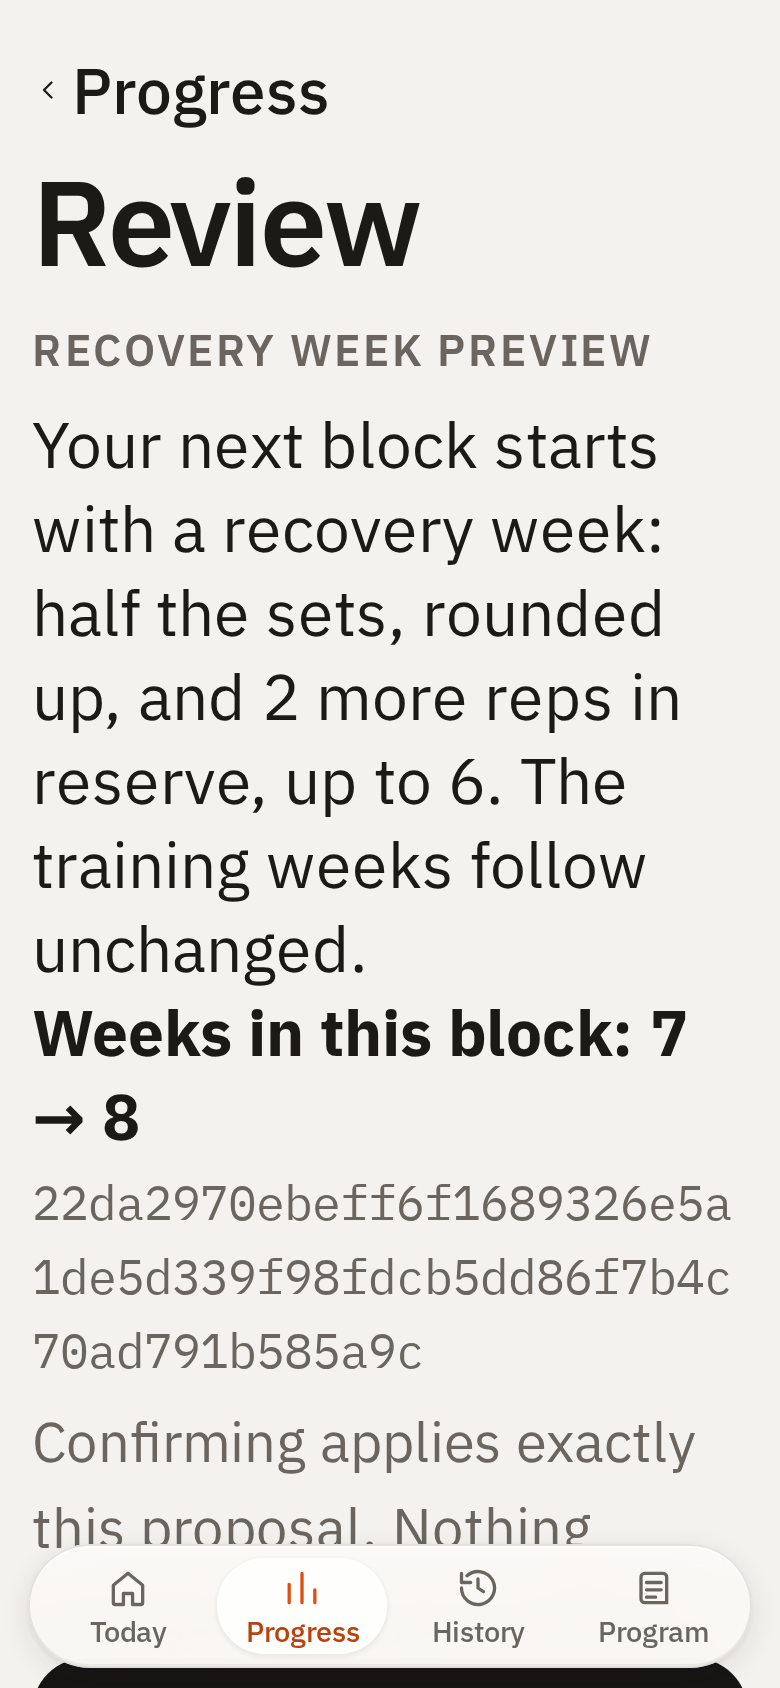 Progress
Review
RECOVERY WEEK PREVIEW
Your next block starts
with a recovery week:
half the sets, rounded
up, and 2 more reps in
reserve, up to 6. The
training weeks follow
unchanged.
Weeks in this block: 7
→ 8
22da2970ebeff6f1689326e5a
1de5d339f98fdcb5dd86f7b4c
70ad791b585a9c
Confirming applies exactly
this proposal. Nothing
Today
Progress
History
Program